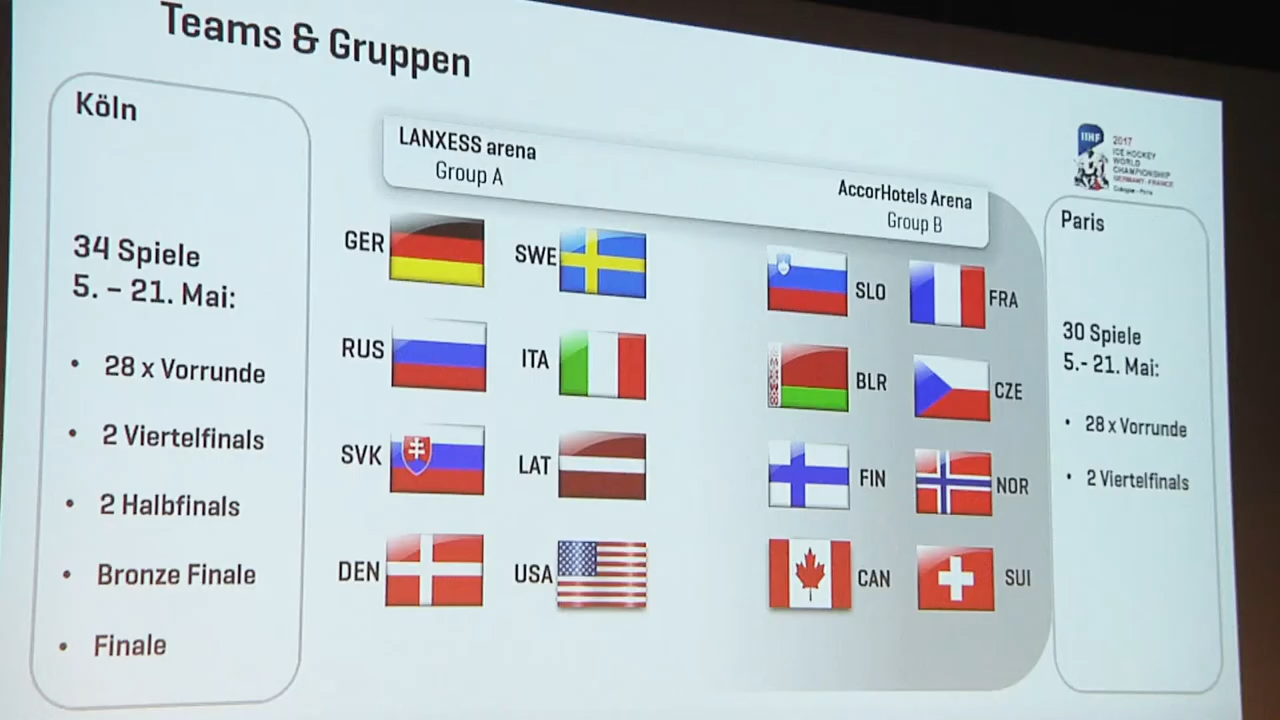 Teams & Gruppen
Köln
34 Spiele
5. – 21. Mai:
• 28 x Vorrunde
• 2 Viertelfinals
• 2 Halbfinals
• Bronze Finale
• Finale
LANXESS arena
Group A
AccorHotels Arena
Group B
GER SWE
RUS ITA
SVK LAT
DEN USA
SLO FRA
BLR CZE
FIN NOR
CAN SUI
IIHF
2017
ICE HOCKEY
WORLD
CHAMPIONSHIP
GERMANY · FRANCE
Cologne - Paris
Paris
30 Spiele
5.- 21. Mai:
• 28 x Vorrunde
• 2 Viertelfinals